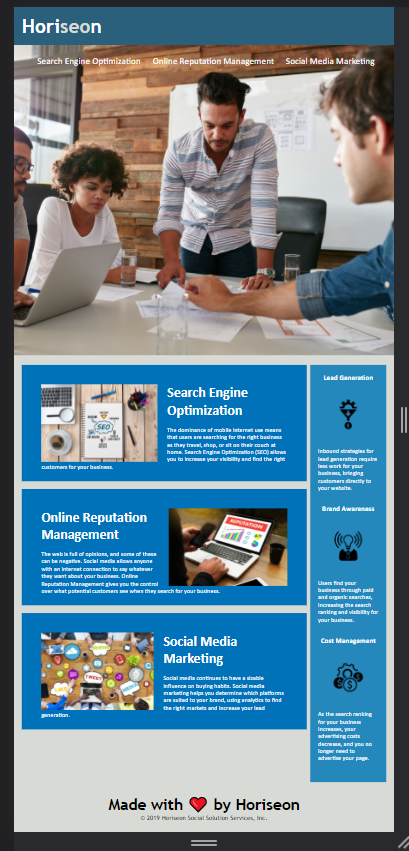 Horiseon
Search Engine Optimization Online Reputation Management Social Media Marketing
SEO
Search Engine
Optimization
The dominance of mobile internet use means
that users are searching for the right business
as they travel, shop, or sit on their couch at
home. Search Engine Optimization (SEO) allows
you to increase your visibility and find the right
customers for your business.
Online Reputation
Management
The web is full of opinions, and some of these
can be negative. Social media allows anyone
with an internet connection to say whatever
they want about your business. Online
Reputation Management gives you the control
over what potential customers see when they search for your business.
REPUTATION
Social Media
Marketing
Social media continues to have a sizable
influence on buying habits. Social media
marketing helps you determine which platforms
are suited to your brand, using analytics to find
the right markets and increase your lead
generation.
TWEET
Lead Generation
Inbound strategies for
lead generation require
less work for your
business, bringing
customers directly to
your website.
Brand Awareness
Users find your
business through paid
and organic searches,
increasing the search
ranking and visibility for
your business.
Cost Management
As the search ranking
for your business
increases, your
advertising costs
decrease, and you no
longer need to
advertise your page.
Made with ❤️ by Horiseon
© 2019 Horiseon Social Solution Services, Inc.